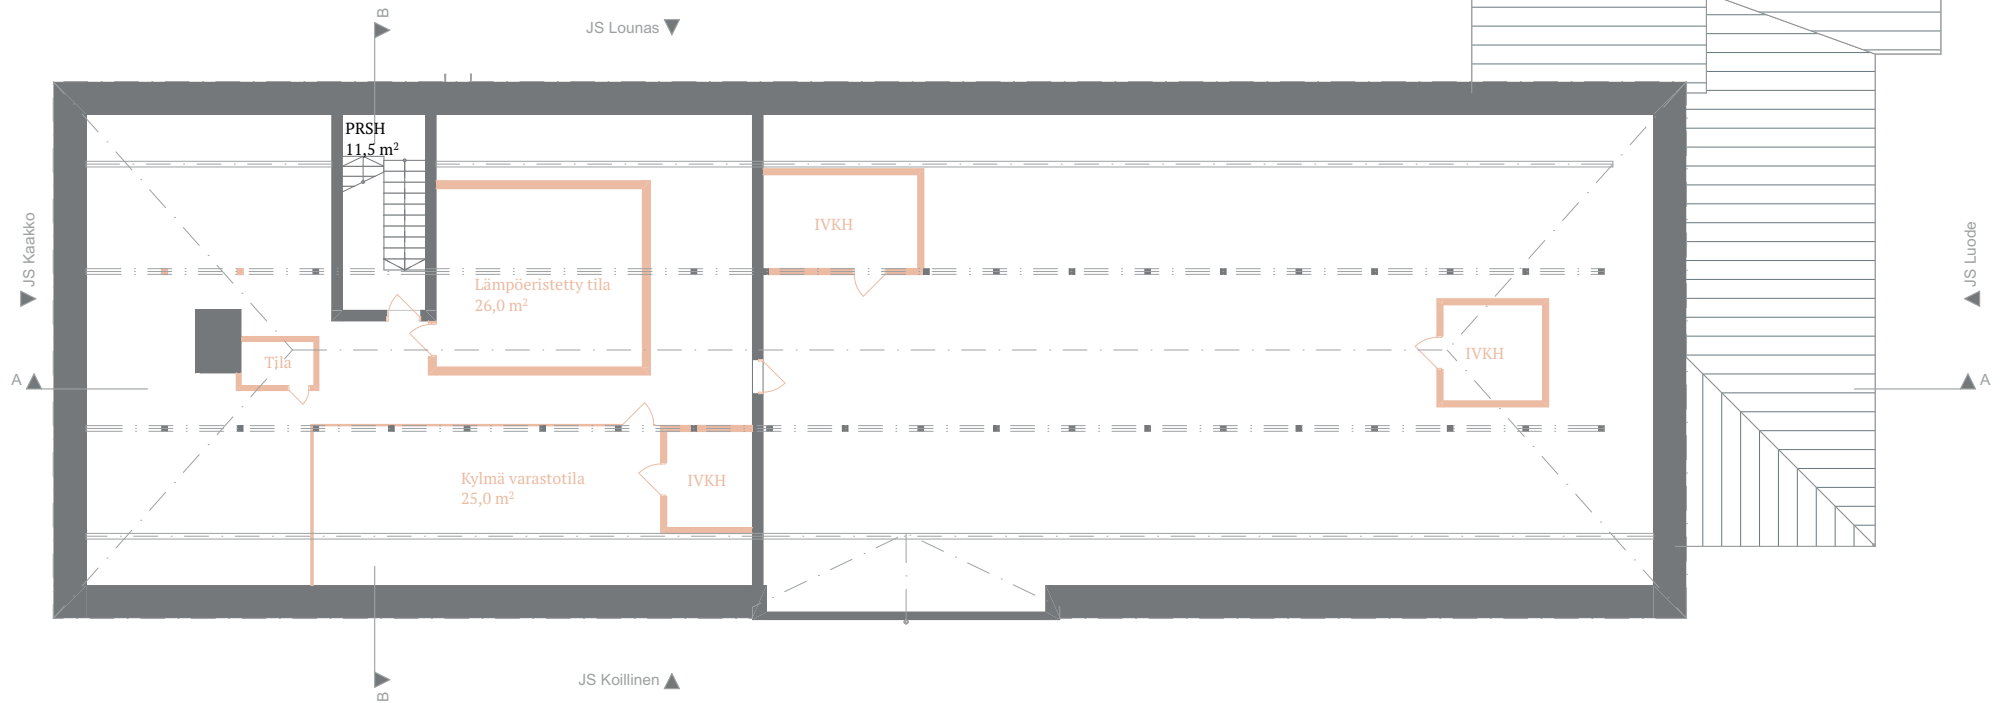 B
JS Lounas
PRSH
11,5 m²
IVKH
JS Kaakko
JS Luode
Lämpöeristetty tila
26,0 m²
Tila
IVKH
A
A
Kylmä varastotila
25,0 m²
IVKH
JS Koillinen
B